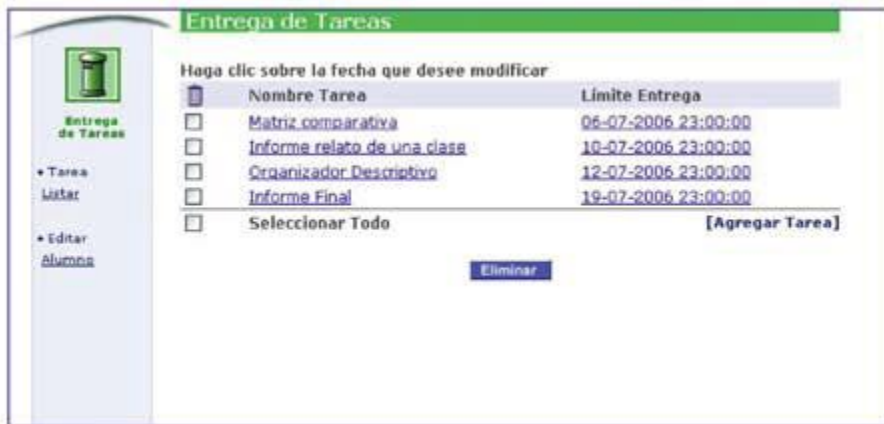 Entrega de Tareas
Entrega
de Tareas
Tarea
Listar
Editar
Alumno
Haga clic sobre la fecha que desee modificar
Nombre Tarea Límite Entrega
Matriz comparativa 06-07-2006 23:00:00
Informe relato de una clase 10-07-2006 23:00:00
Organizador Descriptivo 12-07-2006 23:00:00
Informe Final 19-07-2006 23:00:00
Seleccionar Todo [Agregar Tarea]
Eliminar